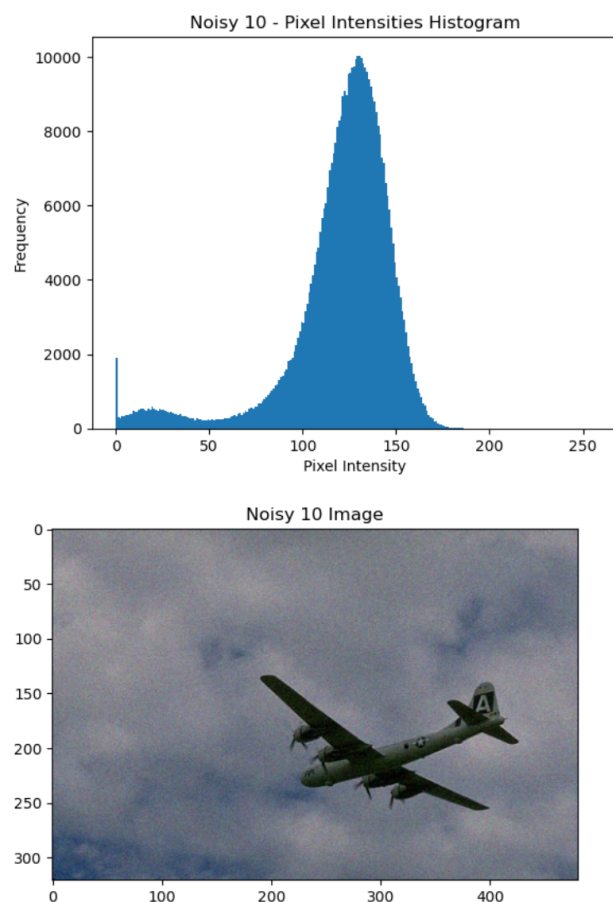 Noisy 10 - Pixel Intensities Histogram
10000
8000
6000
4000
2000
0
Frequency
0 50 100 150 200 250
Pixel Intensity
Noisy 10 Image
0
50
100
150
200
250
300
A
0 100 200 300 400